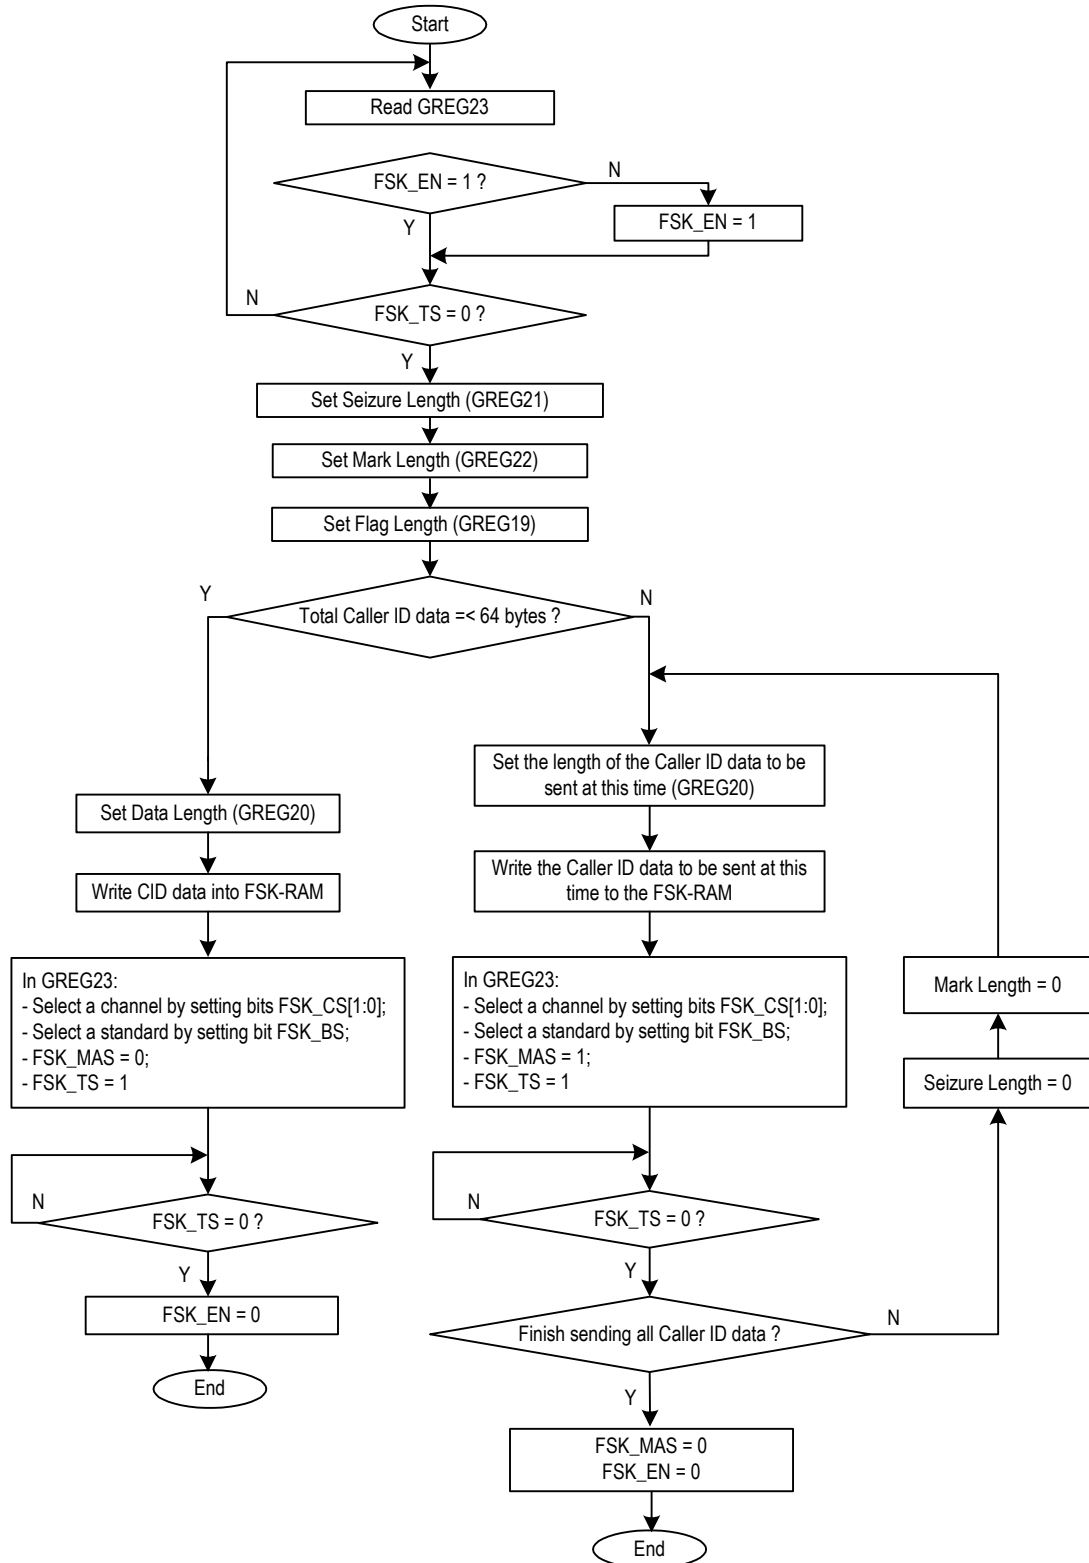 Start
Read GREG23
FSK_EN = 1 ?
N
FSK_EN = 1
Y
N
FSK_TS = 0 ?
Y
Set Seizure Length (GREG21)
Set Mark Length (GREG22)
Set Flag Length (GREG19)
Y
Total Caller ID data =< 64 bytes ?
N
Set Data Length (GREG20)
Write CID data into FSK-RAM
In GREG23:
- Select a channel by setting bits FSK_CS[1:0];
- Select a standard by setting bit FSK_BS;
- FSK_MAS = 0;
- FSK_TS = 1
N
FSK_TS = 0 ?
Y
FSK_EN = 0
End
Set the length of the Caller ID data to be
sent at this time (GREG20)
Write the Caller ID data to be sent at this
time to the FSK-RAM
In GREG23:
- Select a channel by setting bits FSK_CS[1:0];
- Select a standard by setting bit FSK_BS;
- FSK_MAS = 1;
- FSK_TS = 1
N
FSK_TS = 0 ?
Y
Finish sending all Caller ID data ?
N
Y
FSK_MAS = 0
FSK_EN = 0
End
Mark Length = 0
Seizure Length = 0